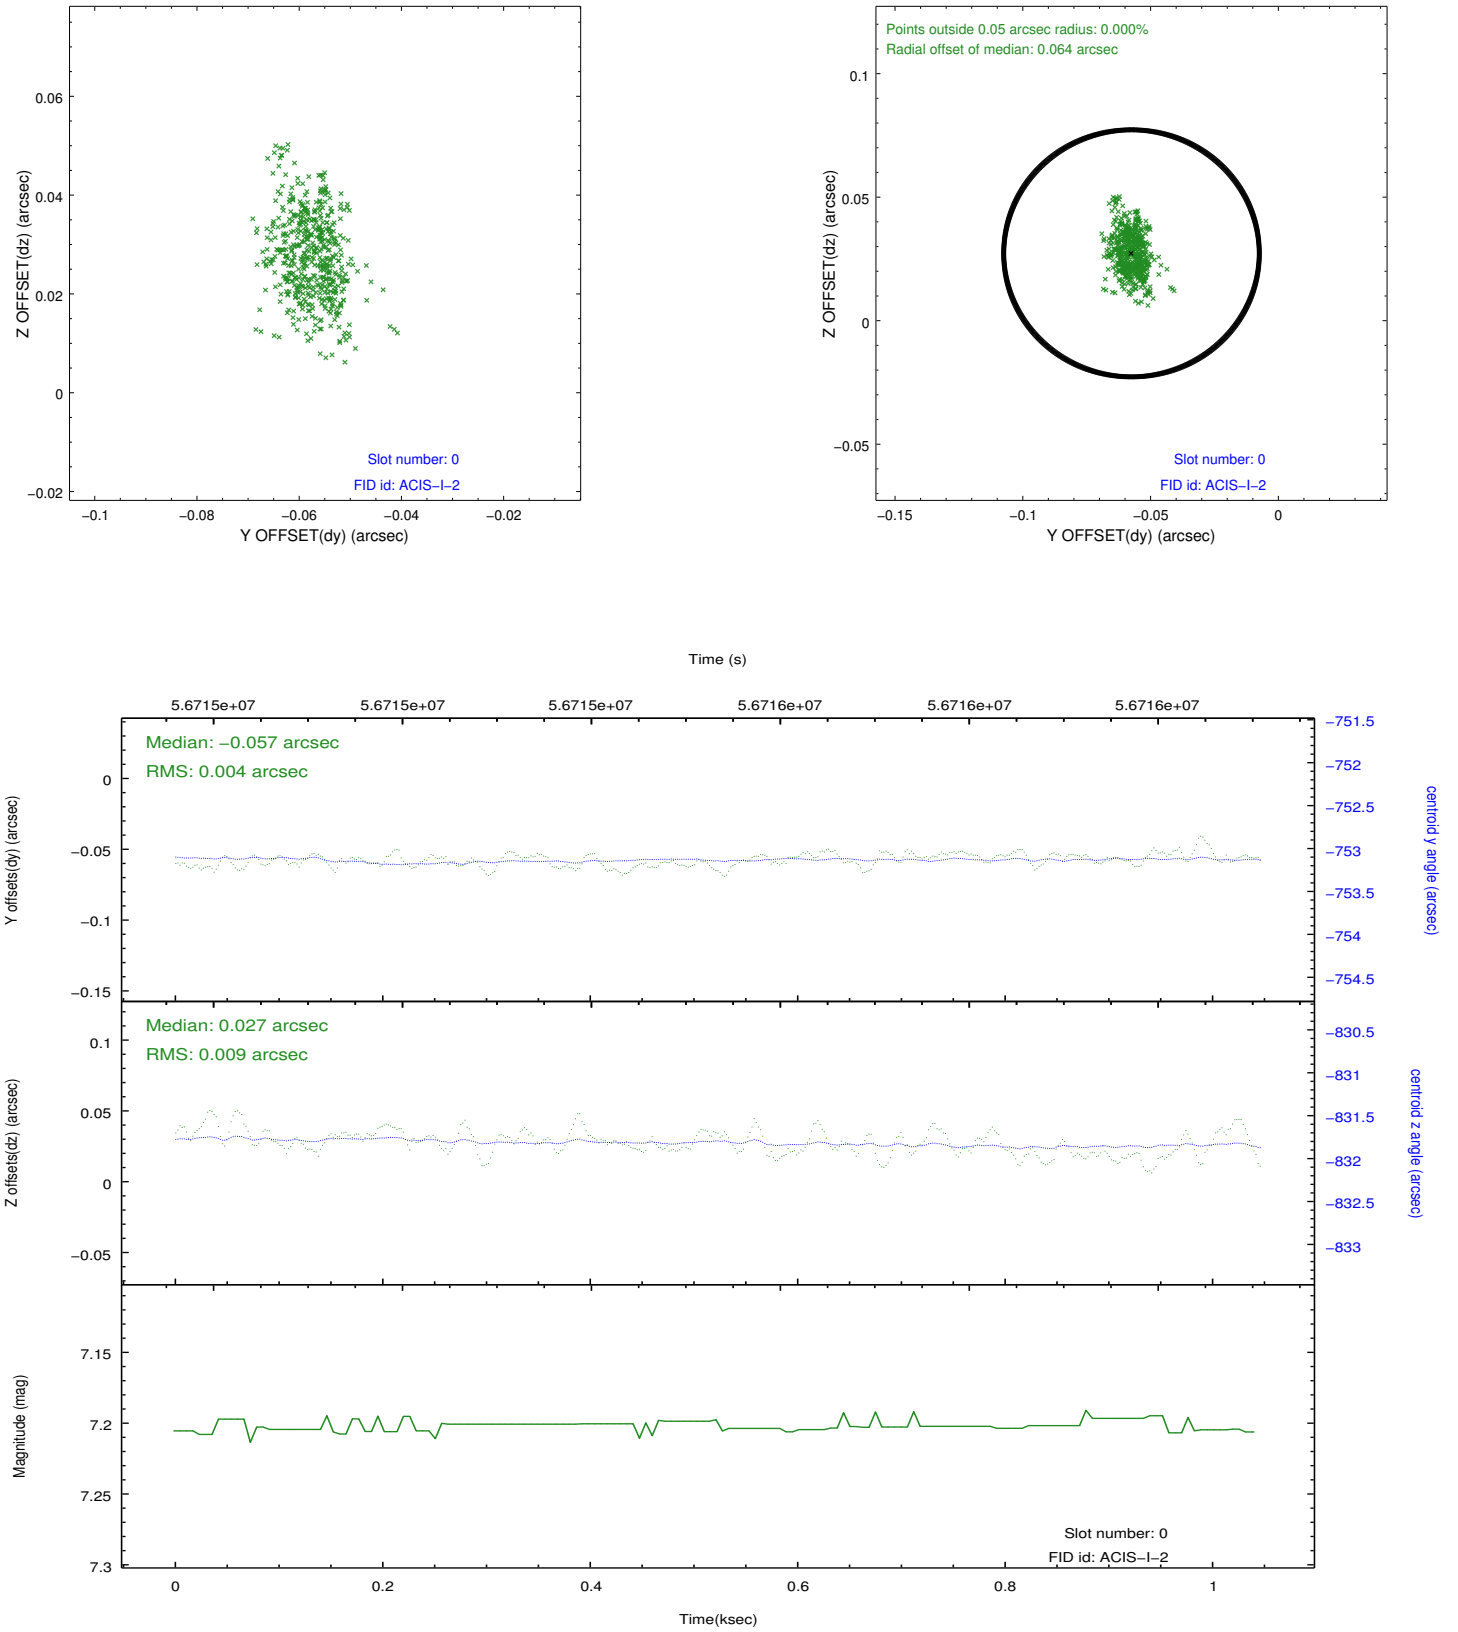 0.06
0.04
0.02
0
−0.02
Z OFFSET(dz) (arcsec)
Slot number: 0
FID id: ACIS−I−2
−0.1 −0.08 −0.06 −0.04 −0.02
Y OFFSET(dy) (arcsec)
Points outside 0.05 arcsec radius: 0.000%
Radial offset of median: 0.064 arcsec
0.1
0.05
0
−0.05
Z OFFSET(dz) (arcsec)
Slot number: 0
FID id: ACIS−I−2
−0.15 −0.1 −0.05 0
Y OFFSET(dy) (arcsec)
Time (s)
5.6715e+07 5.6715e+07 5.6715e+07 5.6716e+07 5.6716e+07 5.6716e+07
Median: −0.057 arcsec
RMS: 0.004 arcsec
0
−0.05
−0.1
−0.15
Y offsets(dy) (arcsec)
−751.5
−752
−752.5
−753
−753.5
−754
−754.5
centroid y angle (arcsec)
Median: 0.027 arcsec
RMS: 0.009 arcsec
0.1
0.05
0
−0.05
Z offsets(dz) (arcsec)
−830.5
−831
−831.5
−832
−832.5
−833
centroid z angle (arcsec)
7.15
7.2
7.25
7.3
Magnitude (mag)
Slot number: 0
FID id: ACIS−I−2
0 0.2 0.4 0.6 0.8 1
Time(ksec)